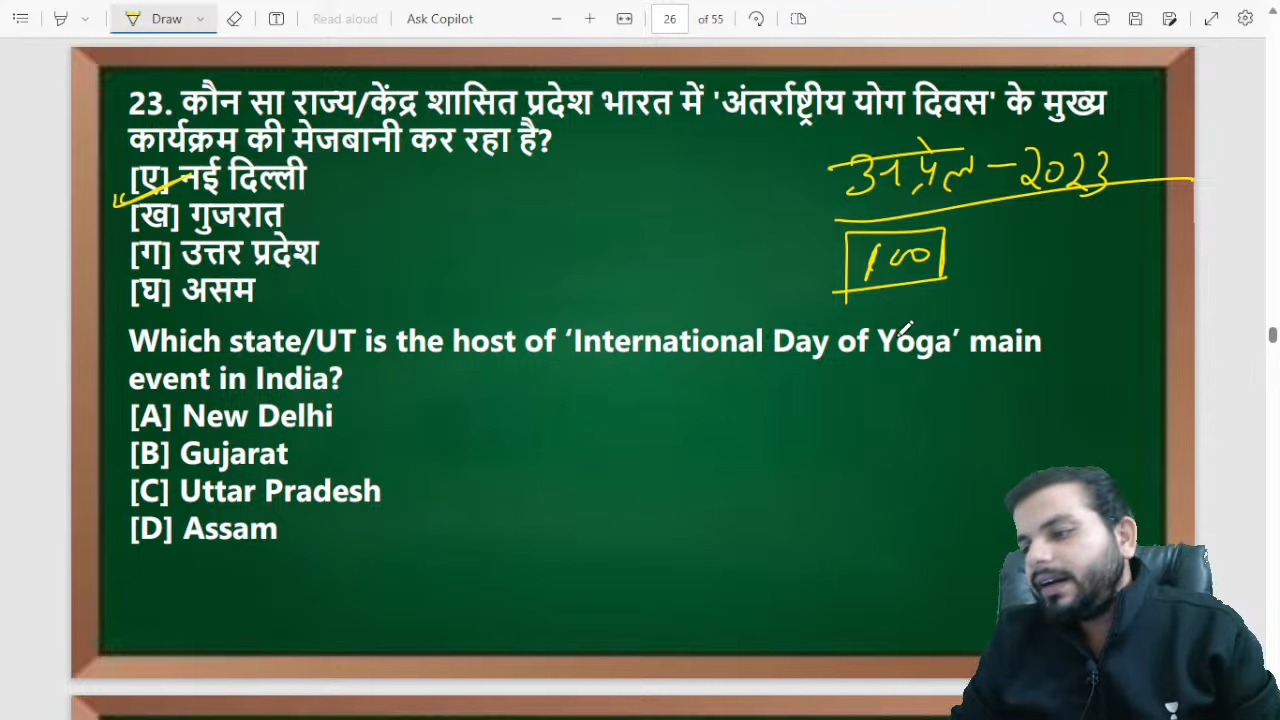 Draw
Read aloud
Ask Copilot
26
of 55
23. कौन सा राज्य/केंद्र शासित प्रदेश भारत में 'अंतर्राष्ट्रीय योग दिवस' के मुख्य
कार्यक्रम की मेजबानी कर रहा है?
[ए] नई दिल्ली
[ख] गुजरात
[ग] उत्तर प्रदेश
[घ] असम
अप्रैल - 2023
100
Which state/UT is the host of ‘International Day of Yoga’ main
event in India?
[A] New Delhi
[B] Gujarat
[C] Uttar Pradesh
[D] Assam